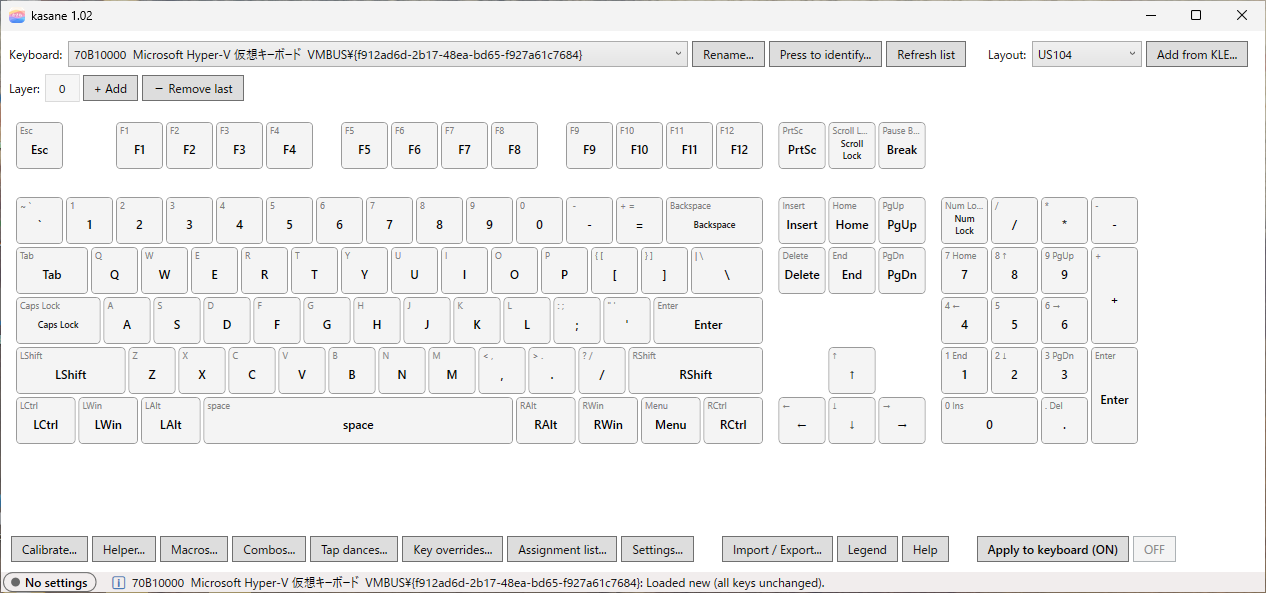 kasane 1.02
Keyboard: 70B10000 Microsoft Hyper-V 仮想キーボード VMBUS¥{f912ad6d-2b17-48ea-bd65-f927a61c7684} Rename... Press to identify... Refresh list Layout: US104 Add from KLE...
Layer: 0 + Add − Remove last
Esc F1 F2 F3 F4 F5 F6 F7 F8 F9 F10 F11 F12 PrtSc Scroll L... Pause B...
Esc F1 F2 F3 F4 F5 F6 F7 F8 F9 F10 F11 F12 PrtSc Scroll Lock Break
~ ` 1 2 3 4 5 6 7 8 9 0 - + = Backspace Insert Home PgUp Num Lo... / * -
` 1 2 3 4 5 6 7 8 9 0 - = Backspace Insert Home PgUp Num Lock / * -
Tab Q W E R T Y U I O P { [ } ] | \ Delete End PgDn 7 Home 8 ↑ 9 PgUp +
Tab Q W E R T Y U I O P [ ] \ Delete End PgDn 7 8 9 +
Caps Lock A S D F G H J K L : ; " ' Enter 4 ← 5 6 →
Caps Lock A S D F G H J K L ; ' Enter 4 5 6
LShift Z X C V B N M < , > . ? / RShift ↑ 1 End 2 ↓ 3 PgDn Enter
LShift Z X C V B N M , . / RShift ↑ 1 2 3 Enter
LCtrl LWin LAlt space RAlt RWin Menu RCtrl ← ↓ → 0 Ins . Del
LCtrl LWin LAlt space RAlt RWin Menu RCtrl ← ↓ → 0 .
Calibrate... Helper... Macros... Combos... Tap dances... Key overrides... Assignment list... Settings... Import / Export... Legend Help Apply to keyboard (ON) OFF
No settings i 70B10000 Microsoft Hyper-V 仮想キーボード VMBUS¥{f912ad6d-2b17-48ea-bd65-f927a61c7684}: Loaded new (all keys unchanged).